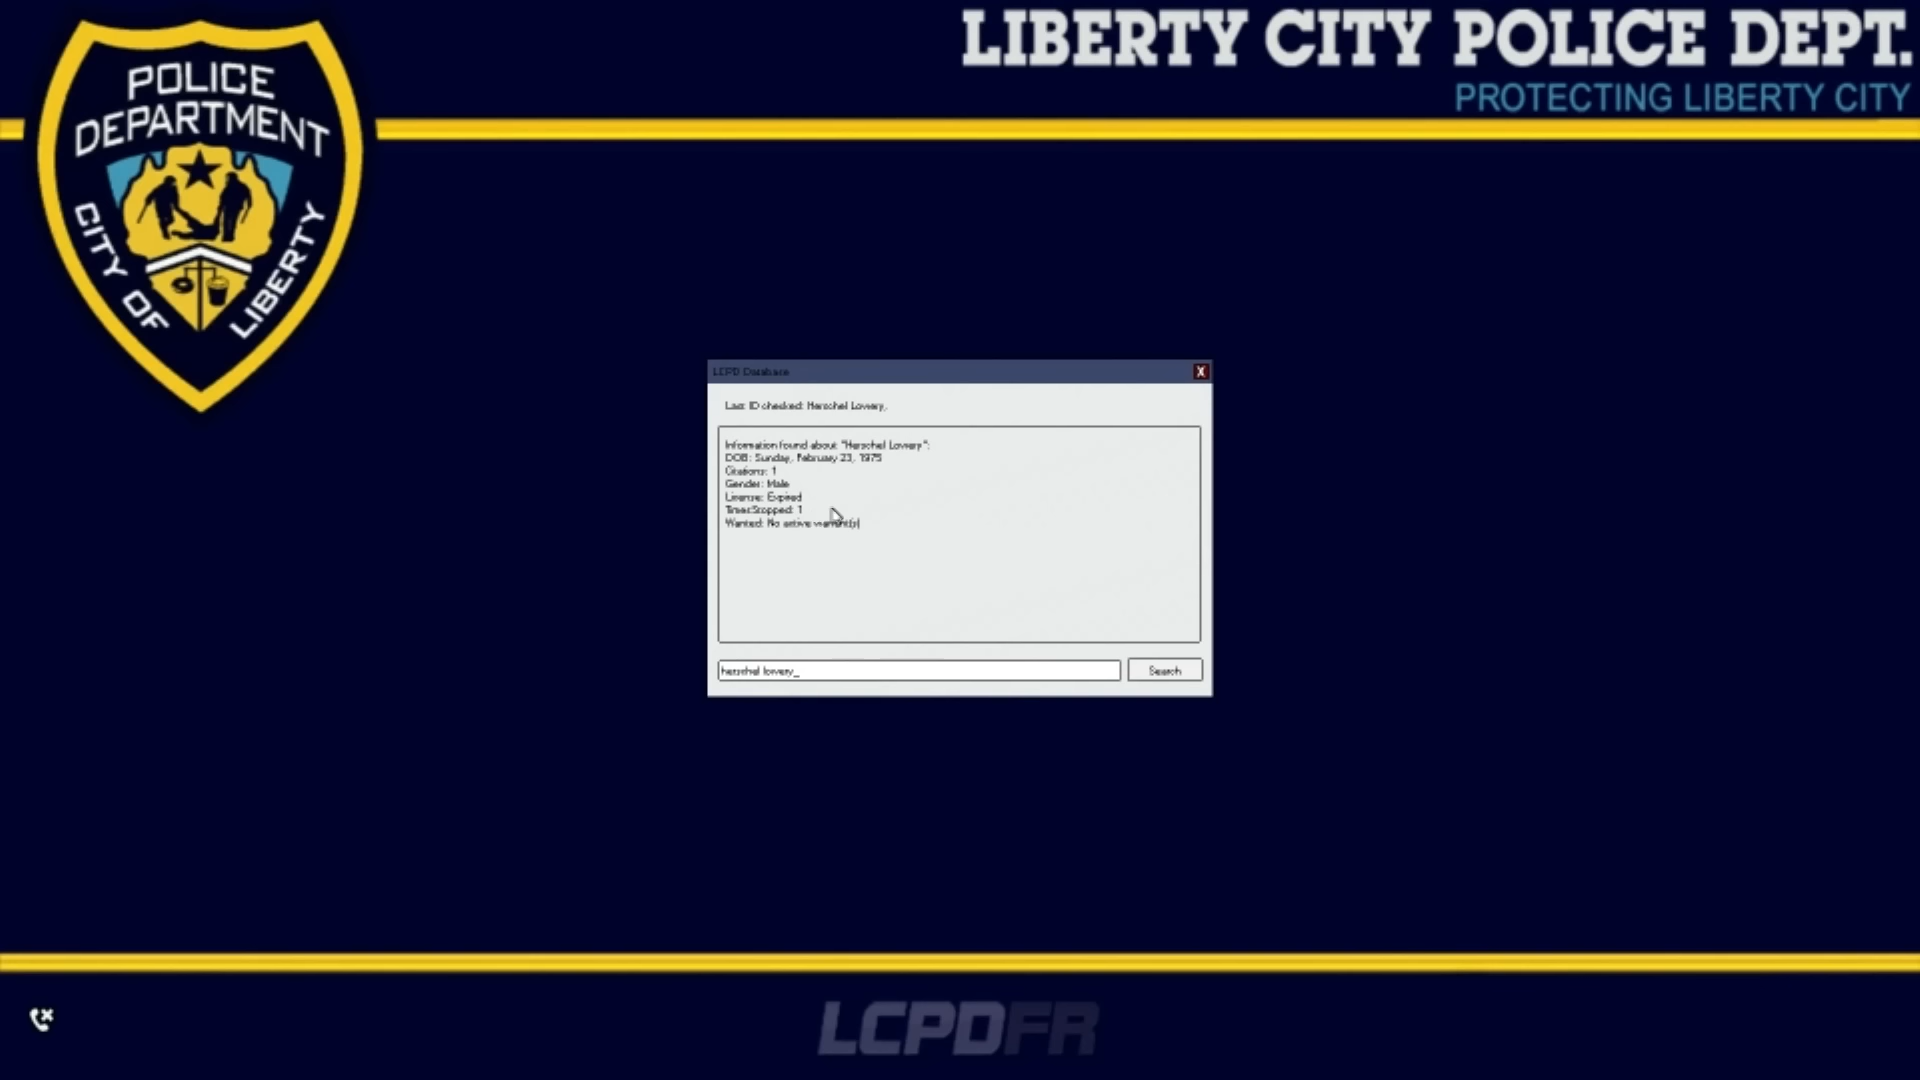 LIBERTY CITY POLICE DEPT.
PROTECTING LIBERTY CITY
POLICE
DEPARTMENT
CITY OF LIBERTY
LCPD Database
X
Last ID checked: Herschel Lowery,
Information found about "Herschel Lowery":
DOB: Sunday, February 23, 1975
Citations: 1
Gender: Male
License: Expired
TimesStopped: 1
Wanted: No active warrant(s)
herschel lowery_
Search
LCPDFR